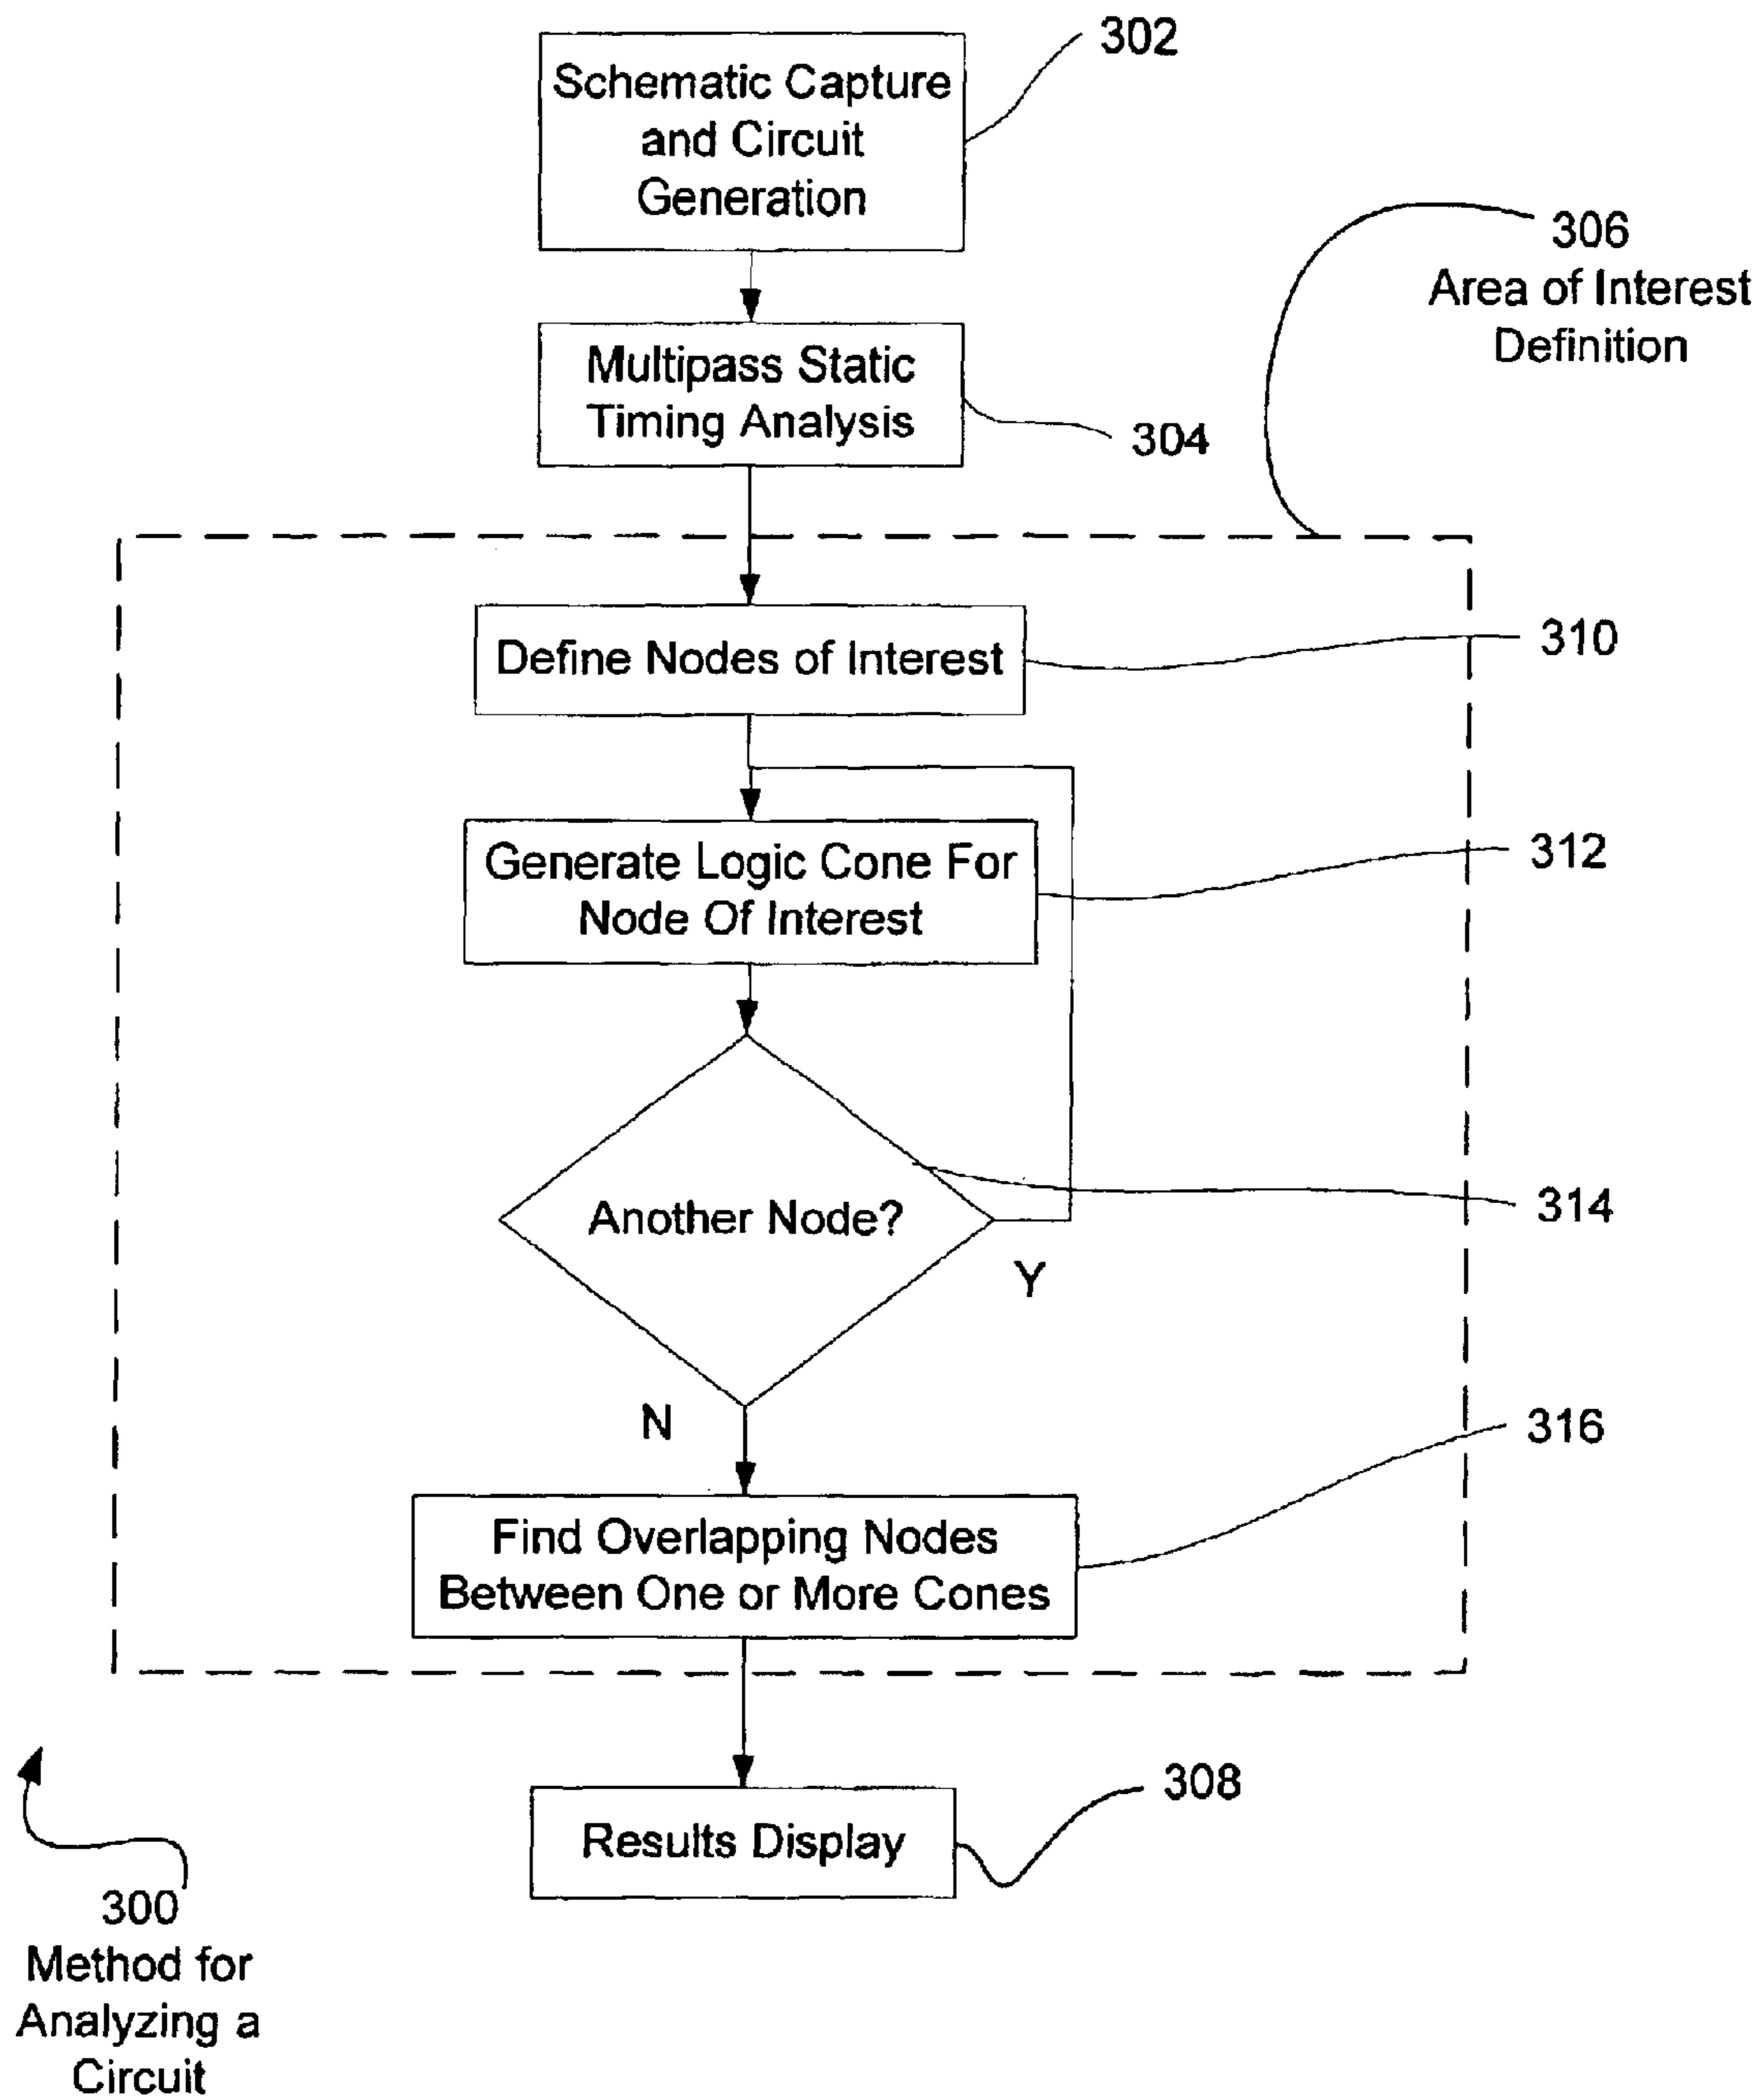 302
Schematic Capture
and Circuit
Generation
306
Area of Interest
Definition
Multipass Static
Timing Analysis
304
Define Nodes of Interest
310
Generate Logic Cone For
Node Of Interest
312
Another Node?
314
Y
N
316
Find Overlapping Nodes
Between One or More Cones
308
Results Display
300
Method for
Analyzing a
Circuit